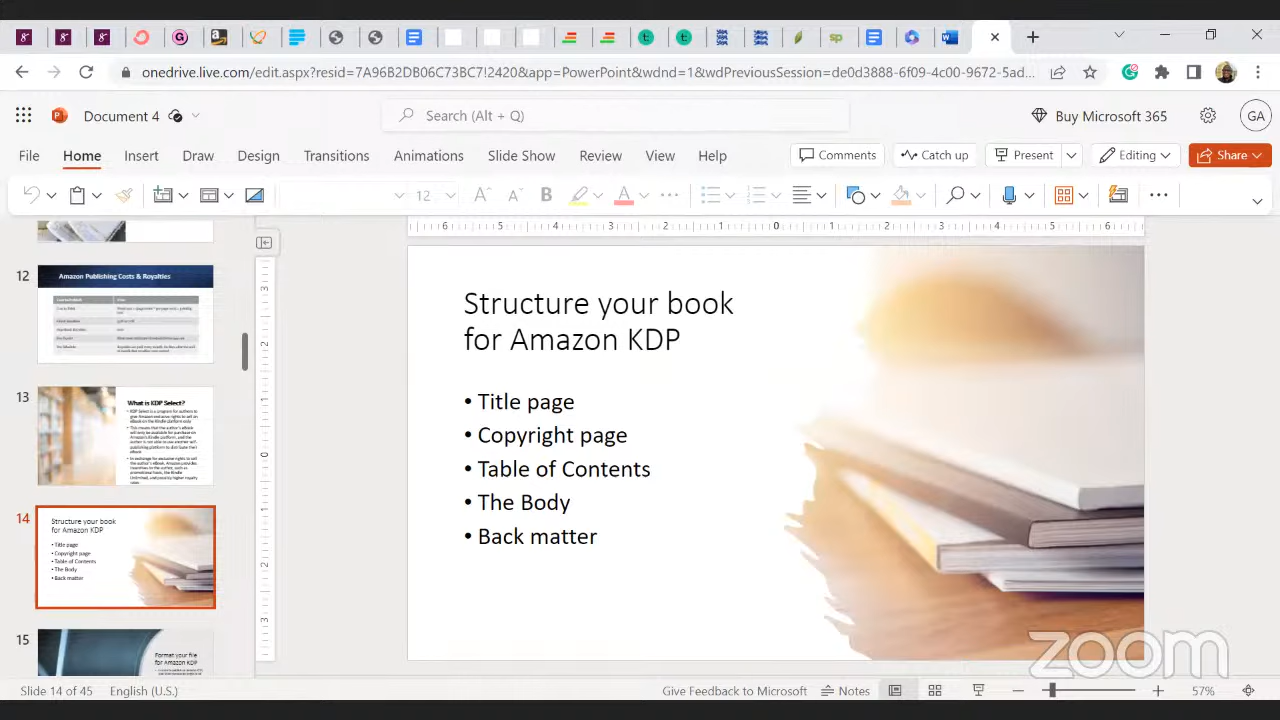 onedrive.live.com/edit.aspx?resid=7A96B2DB05C73BC7!2420&app=PowerPoint&wdnd=1&wdPreviousSession=de0d3888-6f09-4c00-9672-5ad...
Document 4
Search (Alt + Q)
Buy Microsoft 365
GA
File Home Insert Draw Design Transitions Animations Slide Show Review View Help
Comments Catch up Present Editing Share
12
12
Amazon Publishing Costs & Royalties
13
What is KDP Select?
14
Structure your book
for Amazon KDP
• Title page
• Copyright page
• Table of Contents
• The Body
• Back matter
15
Format your file
for Amazon KDP
Structure your book
for Amazon KDP
• Title page
• Copyright page
• Table of Contents
• The Body
• Back matter
zoom
Slide 14 of 45 English (U.S.) Give Feedback to Microsoft Notes 57%